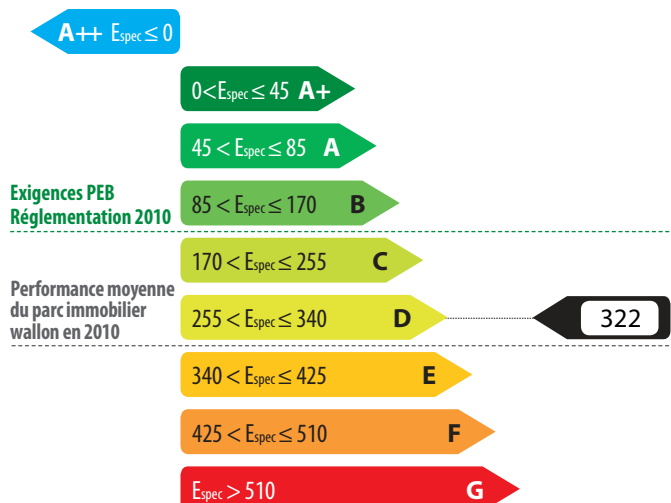 A++ Espec ≤ 0
0<Espec ≤ 45 A+
45 < Espec ≤ 85 A
Exigences PEB
Réglementation 2010
85 < Espec ≤ 170 B
170 < Espec ≤ 255 C
Performance moyenne
du parc immobilier
wallon en 2010
255 < Espec ≤ 340 D
322
340 < Espec ≤ 425 E
425 < Espec ≤ 510 F
Espec > 510 G